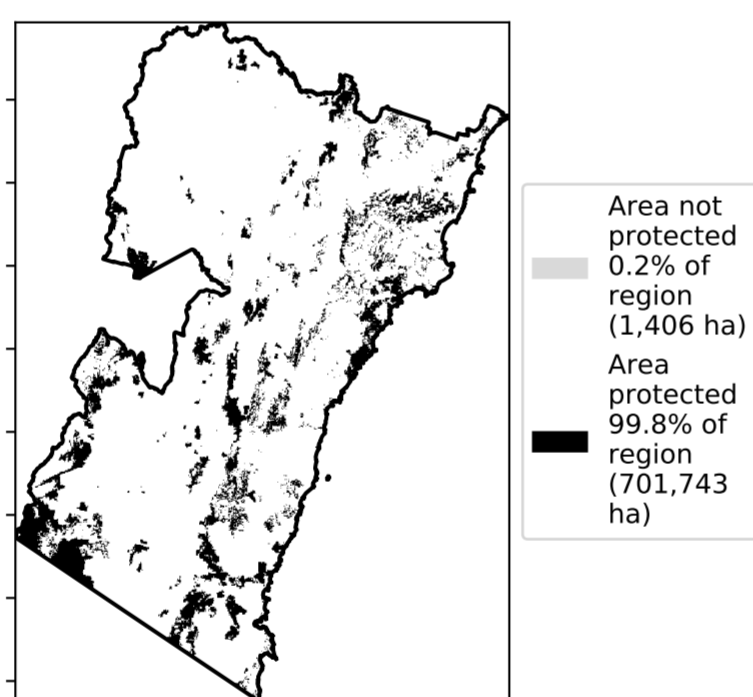 Area not
protected
0.2% of
region
(1,406 ha)
Area
protected
99.8% of
region
(701,743
ha)